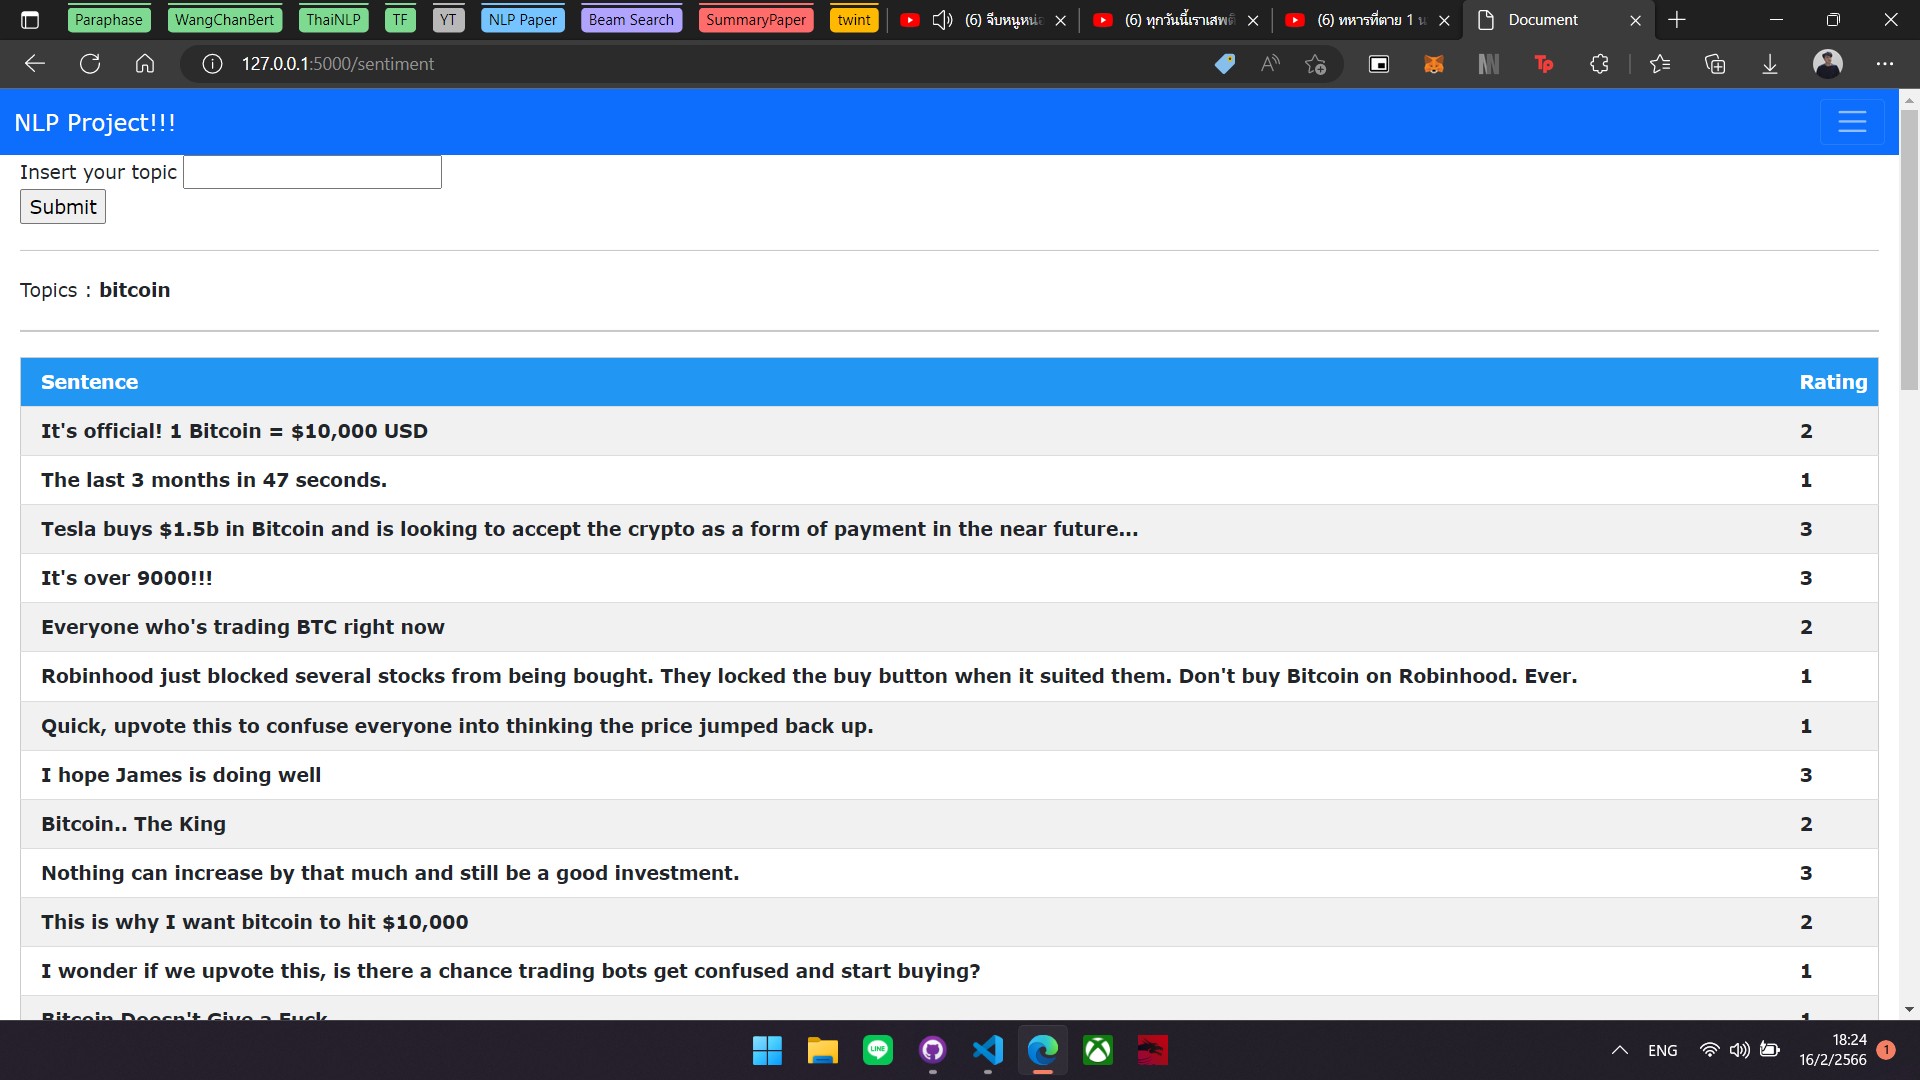 Paraphase WangChanBert ThaiNLP TF YT NLP Paper Beam Search SummaryPaper twint (6) จีบหนูหน่อ (6) ทุกวันนี้เราเสพติ (6) ทหารที่ตาย 1 น Document
127.0.0.1:5000/sentiment
NLP Project!!!
Insert your topic
Submit
Topics : bitcoin
Sentence Rating
It's official! 1 Bitcoin = $10,000 USD 2
The last 3 months in 47 seconds. 1
Tesla buys $1.5b in Bitcoin and is looking to accept the crypto as a form of payment in the near future... 3
It's over 9000!!! 3
Everyone who's trading BTC right now 2
Robinhood just blocked several stocks from being bought. They locked the buy button when it suited them. Don't buy Bitcoin on Robinhood. Ever. 1
Quick, upvote this to confuse everyone into thinking the price jumped back up. 1
I hope James is doing well 3
Bitcoin.. The King 2
Nothing can increase by that much and still be a good investment. 3
This is why I want bitcoin to hit $10,000 2
I wonder if we upvote this, is there a chance trading bots get confused and start buying? 1
Bitcoin Doesn't Give a Fuck. 1
LINE
ENG 18:24 1
16/2/2566